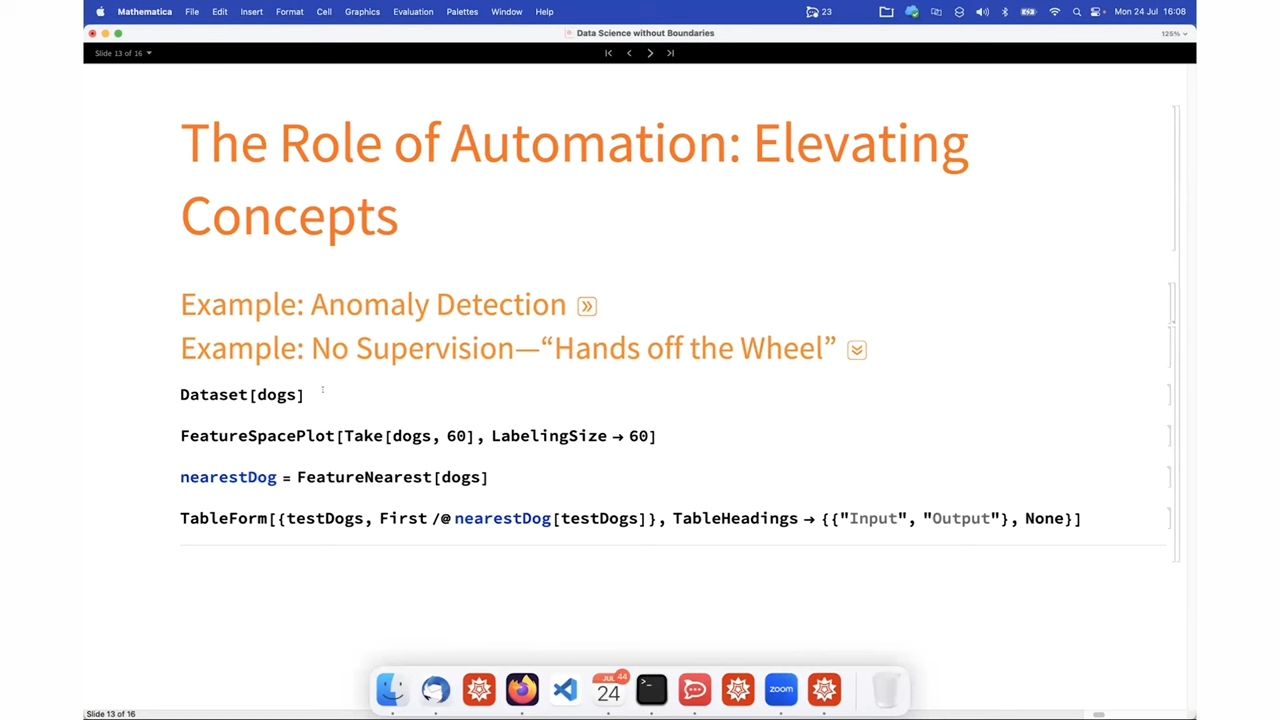 Mathematica File Edit Insert Format Cell Graphics Evaluation Palettes Window Help 23 Mon 24 Jul 16:08
Data Science without Boundaries 125%
Slide 13 of 16
The Role of Automation: Elevating
Concepts
Example: Anomaly Detection
Example: No Supervision—“Hands off the Wheel”
Dataset[dogs]
FeatureSpacePlot[Take[dogs, 60], LabelingSize → 60]
nearestDog = FeatureNearest[dogs]
TableForm[{testDogs, First /@ nearestDog[testDogs]}, TableHeadings → {{"Input", "Output"}, None}]
JUL 44
24
zoom
Slide 13 of 16